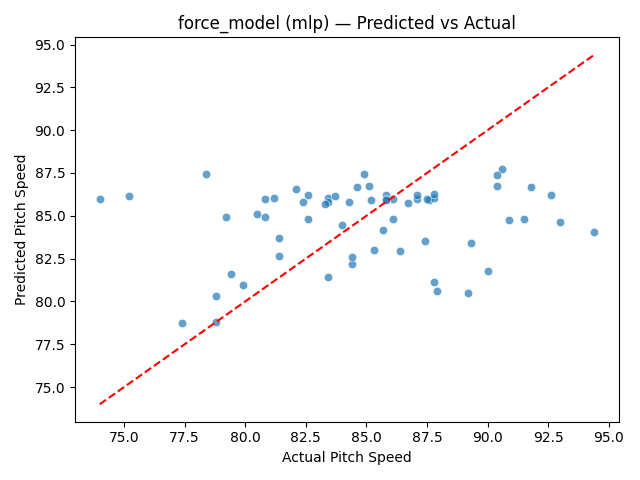 force_model (mlp) — Predicted vs Actual
Predicted Pitch Speed
95.0
92.5
90.0
87.5
85.0
82.5
80.0
77.5
75.0
75.0 77.5 80.0 82.5 85.0 87.5 90.0 92.5 95.0
Actual Pitch Speed